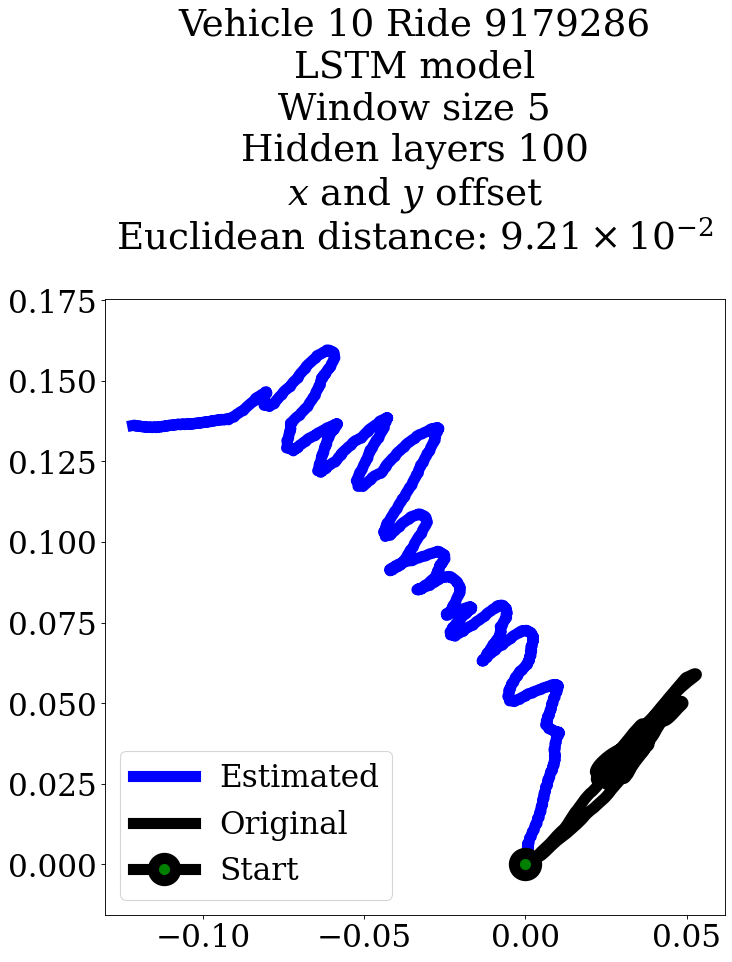 Vehicle 10 Ride 9179286
LSTM model
Window size 5
Hidden layers 100
x and y offset
Euclidean distance: 9.21 × 10⁻²
0.175
0.150
0.125
0.100
0.075
0.050
0.025
0.000
Estimated
Original
Start
−0.10
−0.05
0.00
0.05